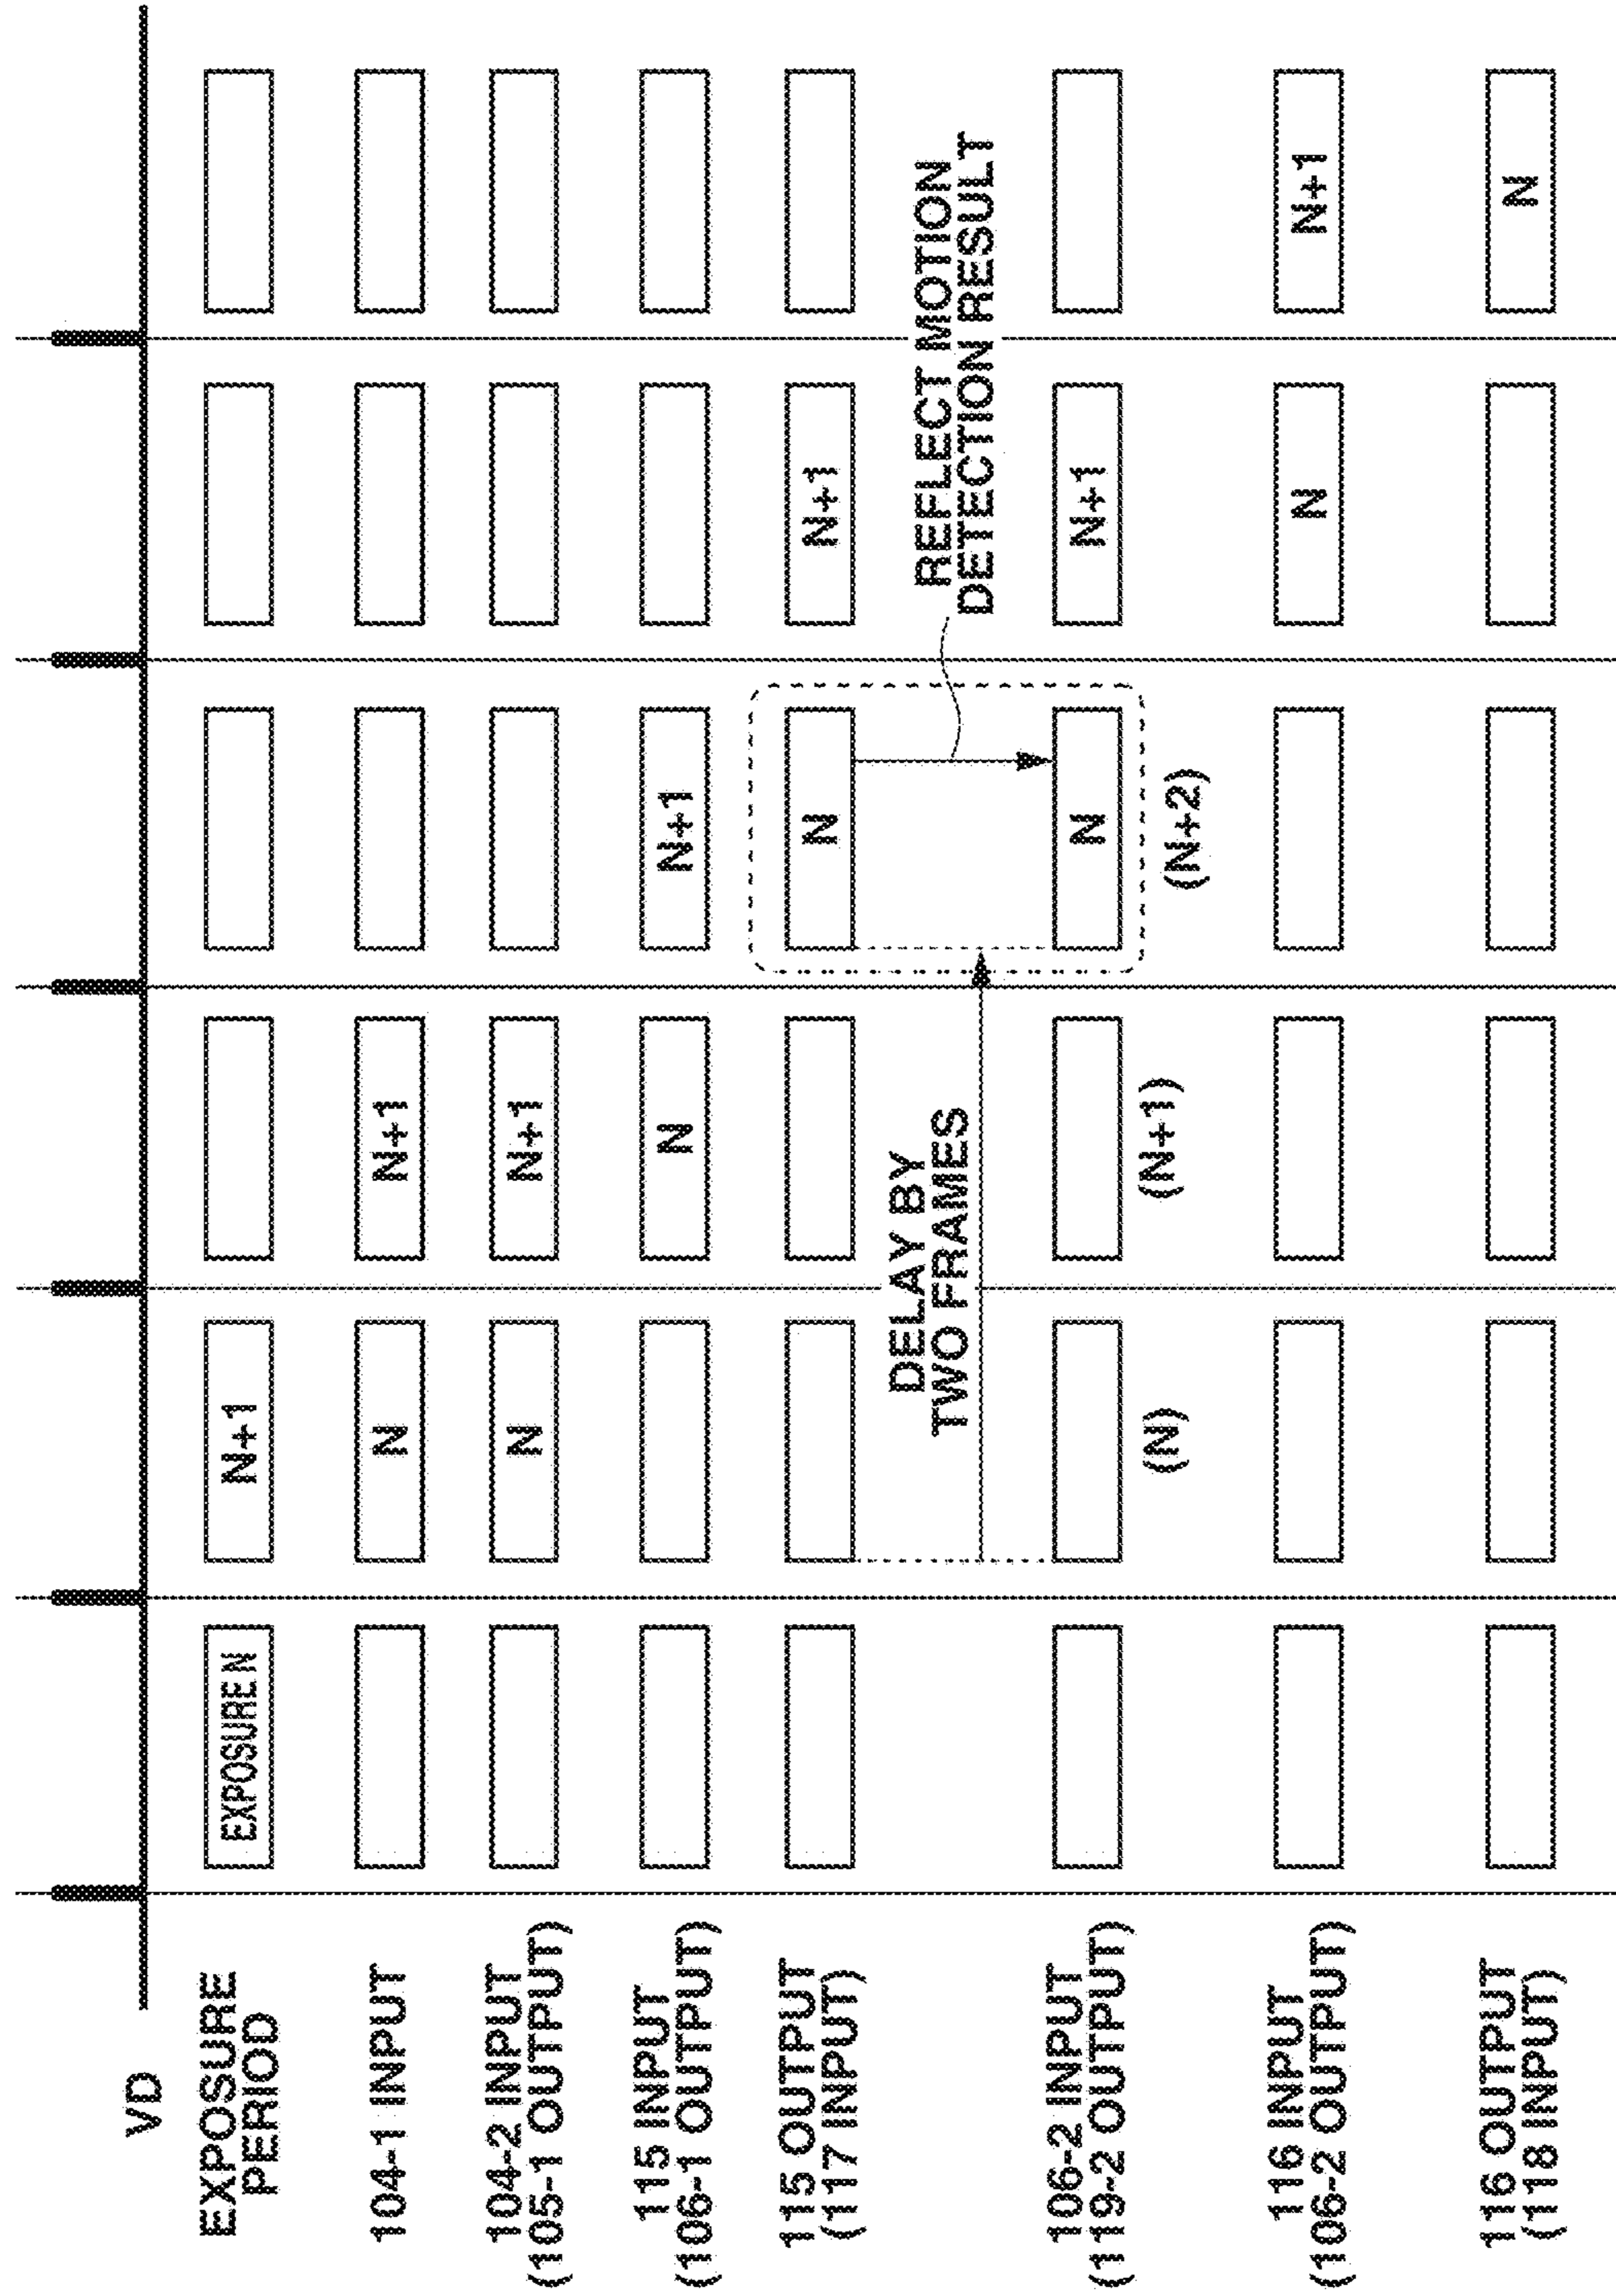 VD
EXPOSURE
PERIOD
EXPOSURE N
N+1
104-1 INPUT
N
N+1
104-2 INPUT
(105-1 OUTPUT)
N
N+1
115 INPUT
(106-1 OUTPUT)
N
N+1
115 OUTPUT
(117 INPUT)
N
N+1
DELAY BY
TWO FRAMES
REFLECT MOTION
DETECTION RESULT
106-2 INPUT
(119-2 OUTPUT)
N
N+1
(N)
(N+1)
(N+2)
116 INPUT
(106-2 OUTPUT)
N
N+1
116 OUTPUT
(118 INPUT)
N